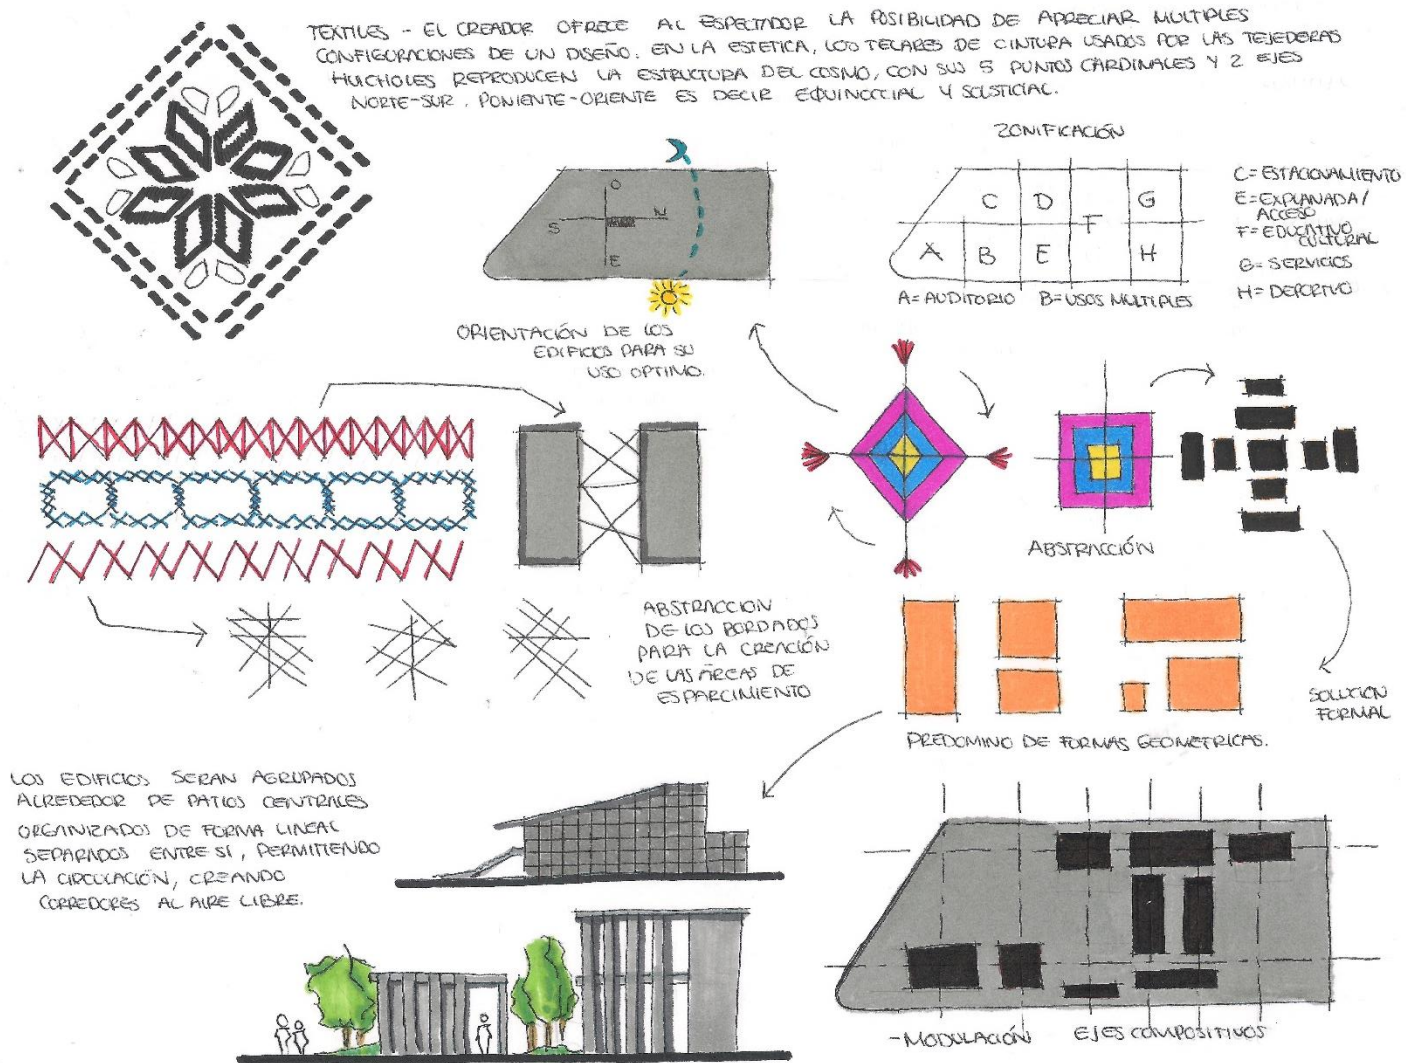 TEXTILES - EL CREADOR OFRECE AL ESPECTADOR LA POSIBILIDAD DE APRECIAR MULTIPLES
CONFIGURACIONES DE UN DISEÑO. EN LA ESTETICA, LOS TELARES DE CINTURA USADOS POR LAS TEJEDORAS
HUICHOLES REPRODUCEN LA ESTRUCTURA DEL COSMO, CON SUS 5 PUNTOS CARDINALES Y 2 EJES
NORTE-SUR. PONIENTE-ORIENTE ES DECIR EQUINOCCIAL Y SOLSTICIAL.
O
S N
E
ORIENTACIÓN DE LOS
EDIFICIOS PARA SU
USO OPTIMO.
ZONIFICACIÓN
C D G
F
A B E H
A= AUDITORIO B= USOS MULTIPLES
C= ESTACIONAMIENTO
E= EXPLANADA/
ACCESO
F= EDUCATIVO
CULTURAL
G= SERVICIOS
H= DEPORTIVO
ABSTRACCIÓN
ABSTRACCION
DE LOS BORDADOS
PARA LA CREACIÓN
DE LAS ÁREAS DE
ESPARCIMIENTO
SOLUCION
FORMAL
PREDOMINO DE FORMAS GEOMETRICAS.
LOS EDIFICIOS SERAN AGRUPADOS
ALREDEDOR DE PATIOS CENTRALES
ORGANIZADOS DE FORMA LINEAL
SEPARADOS ENTRE SI, PERMITIENDO
LA CIRCULACIÓN, CREANDO
CORREDORES AL AIRE LIBRE.
-MODULACIÓN EJES COMPOSITIVOS